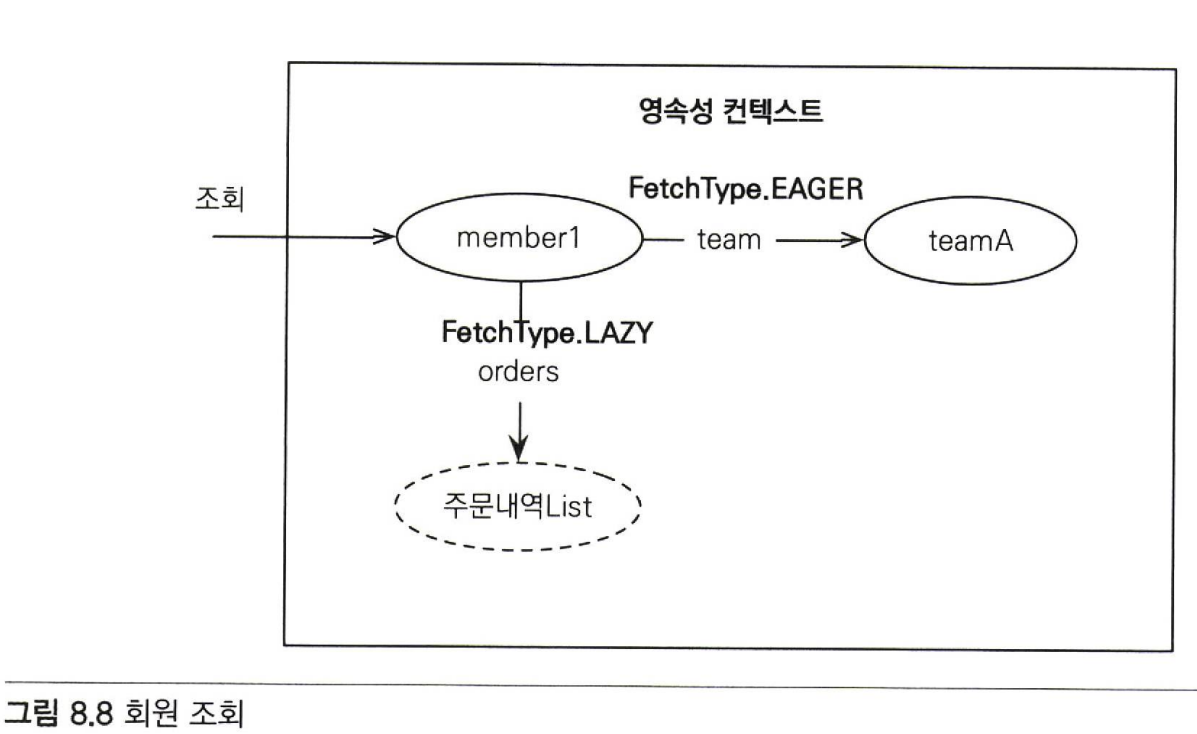 영속성 컨텍스트
조회
FetchType.EAGER
member1
team
teamA
FetchType.LAZY
orders
주문내역List
그림 8.8 회원 조회